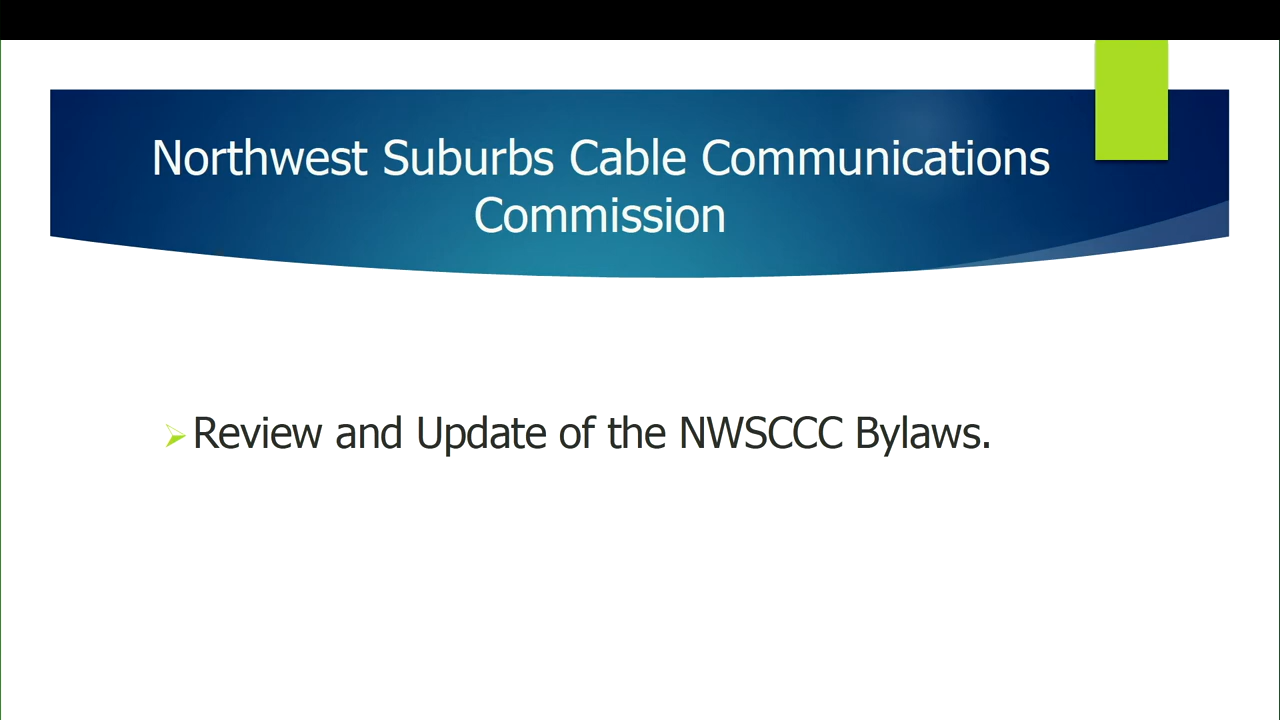 Northwest Suburbs Cable Communications
Commission
Review and Update of the NWSCCC Bylaws.